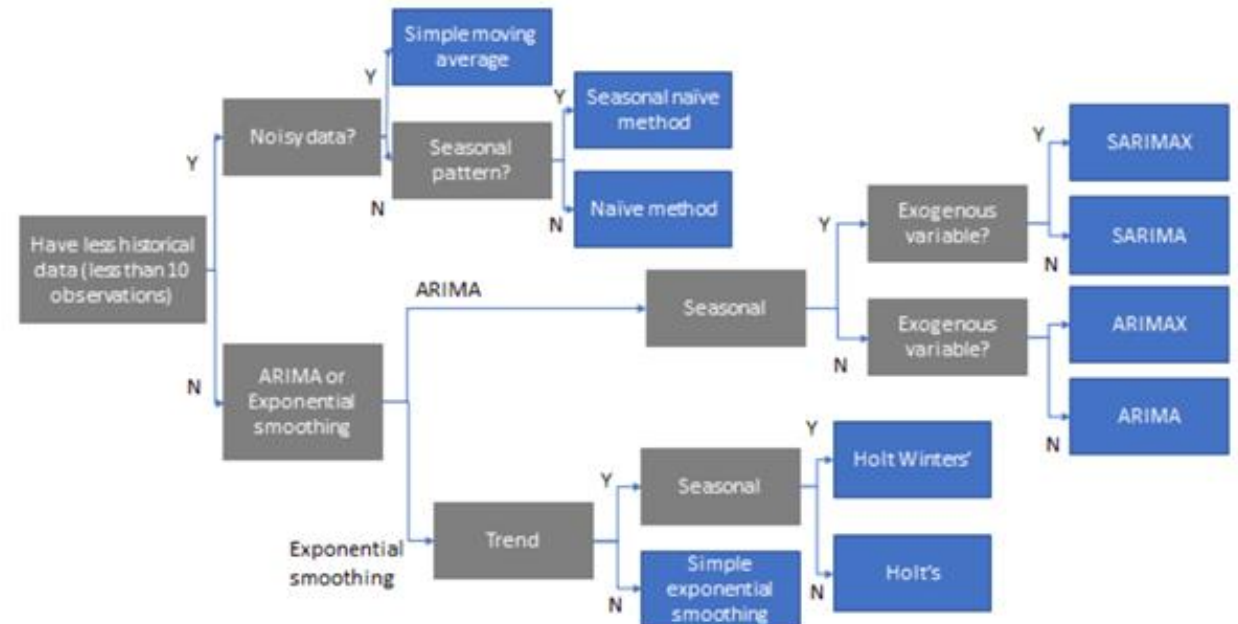 Simple moving
average
Y
Noisy data?
Y
Seasonal
pattern?
N
Y
Seasonal naïve
method
N
Naïve method
Have less historical
data (less than 10
observations)
N
ARIMA or
Exponential
smoothing
ARIMA
Seasonal
Y
Exogenous
variable?
Y
SARIMAX
N
SARIMA
N
Exogenous
variable?
ARIMAX
N
ARIMA
Exponential
smoothing
Trend
Y
Seasonal
Y
Holt Winters'
N
Holt's
N
Simple
exponential
smoothing